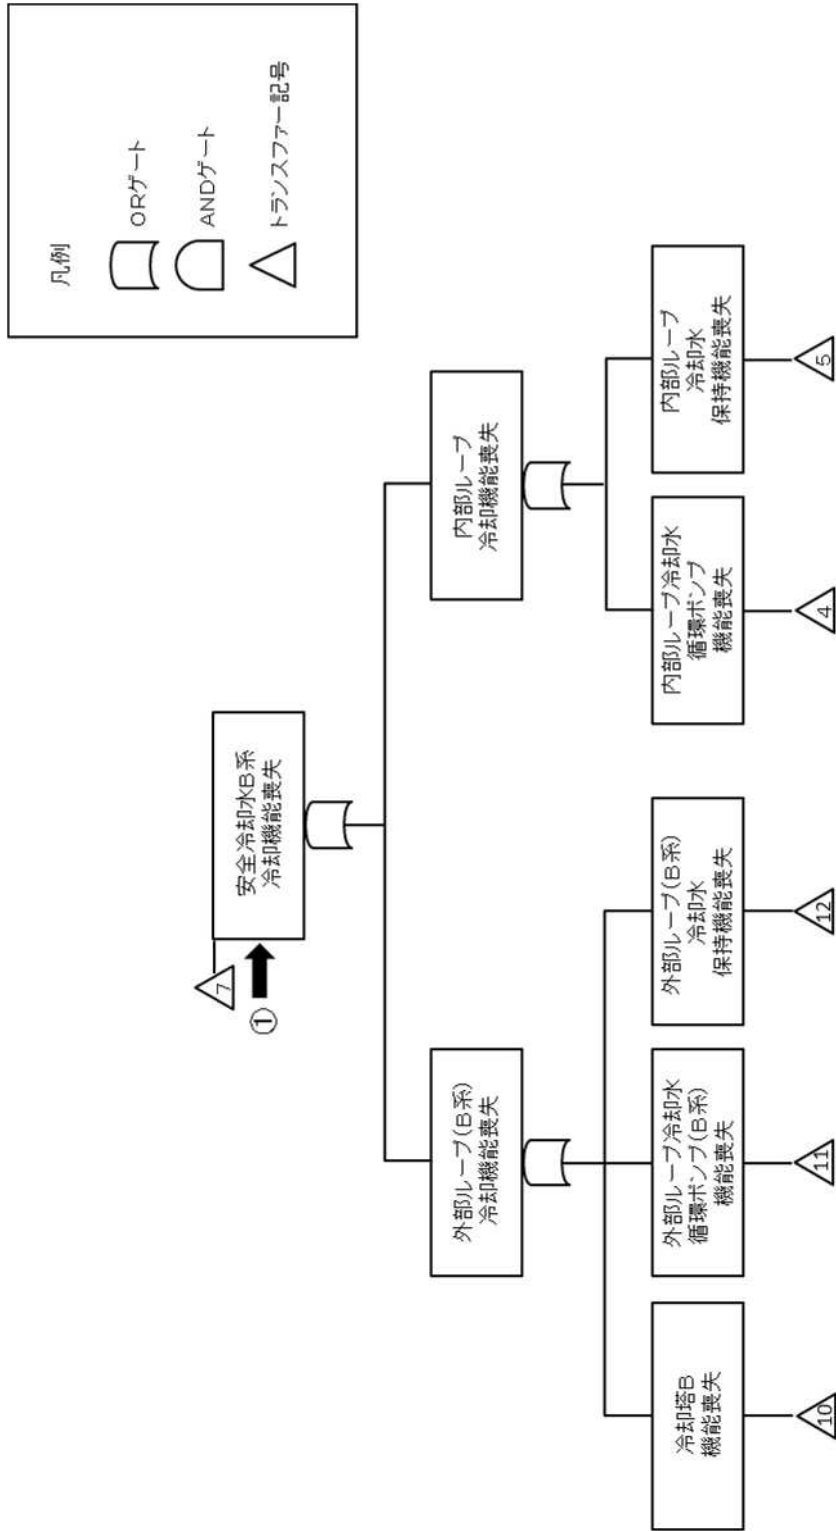 凡例
ORゲート
ANDゲート
トランスファー記号
7
①
安全冷却水B系
冷却機能喪失
外部ループ(B系)
冷却機能喪失
内部ループ
冷却機能喪失
冷却塔B
機能喪失
外部ループ冷却水
循環ポンプ(B系)
機能喪失
外部ループ(B系)
冷却水
保持機能喪失
内部ループ冷却水
循環ポンプ
機能喪失
内部ループ
冷却水
保持機能喪失
10
11
12
4
5